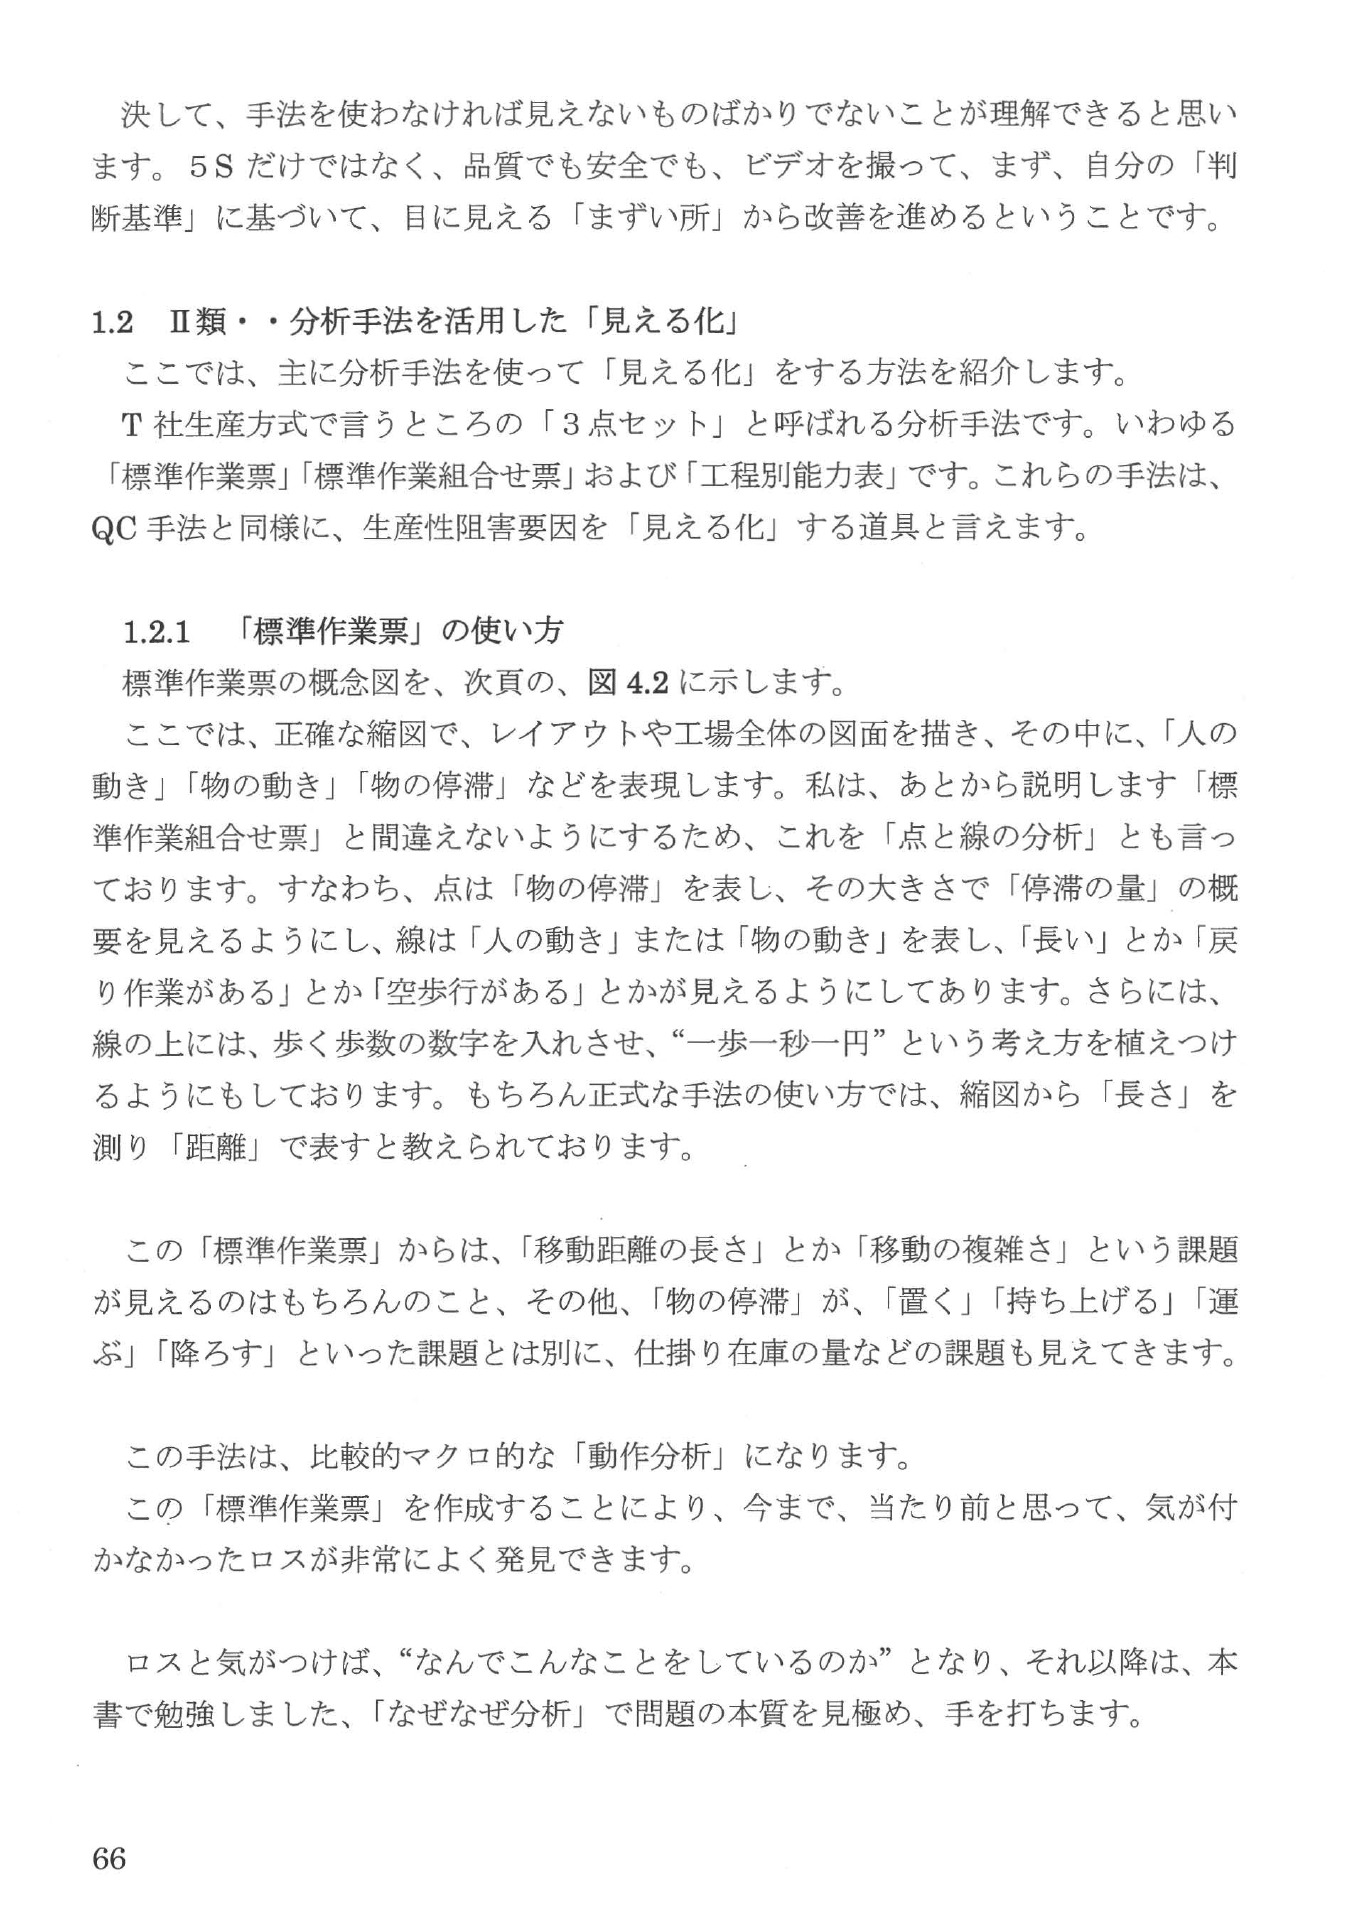 決して、手法を使わなければ見えないものばかりでないことが理解できると思い
ます。５S だけではなく、品質でも安全でも、ビデオを撮って、まず、自分の「判
断基準」に基づいて、目に見える「まずい所」から改善を進めるということです。
1.2　Ⅱ類・・分析手法を活用した「見える化」
ここでは、主に分析手法を使って「見える化」をする方法を紹介します。
T 社生産方式で言うところの「３点セット」と呼ばれる分析手法です。いわゆる
「標準作業票」「標準作業組合せ票」および「工程別能力表」です。これらの手法は、
QC 手法と同様に、生産性阻害要因を「見える化」する道具と言えます。
1.2.1　「標準作業票」の使い方
標準作業票の概念図を、次頁の、図 4.2 に示します。
ここでは、正確な縮図で、レイアウトや工場全体の図面を描き、その中に、「人の
動き」「物の動き」「物の停滞」などを表現します。私は、あとから説明します「標
準作業組合せ票」と間違えないようにするため、これを「点と線の分析」とも言っ
ております。すなわち、点は「物の停滞」を表し、その大きさで「停滞の量」の概
要を見えるようにし、線は「人の動き」または「物の動き」を表し、「長い」とか「戻
り作業がある」とか「空歩行がある」とかが見えるようにしてあります。さらには、
線の上には、歩く歩数の数字を入れさせ、“一歩一秒一円” という考え方を植えつけ
るようにもしております。もちろん正式な手法の使い方では、縮図から「長さ」を
測り「距離」で表すと教えられております。
この「標準作業票」からは、「移動距離の長さ」とか「移動の複雑さ」という課題
が見えるのはもちろんのこと、その他、「物の停滞」が、「置く」「持ち上げる」「運
ぶ」「降ろす」といった課題とは別に、仕掛り在庫の量などの課題も見えてきます。
この手法は、比較的マクロ的な「動作分析」になります。
この「標準作業票」を作成することにより、今まで、当たり前と思って、気が付
かなかったロスが非常によく発見できます。
ロスと気がつけば、“なんでこんなことをしているのか” となり、それ以降は、本
書で勉強しました、「なぜなぜ分析」で問題の本質を見極め、手を打ちます。
66